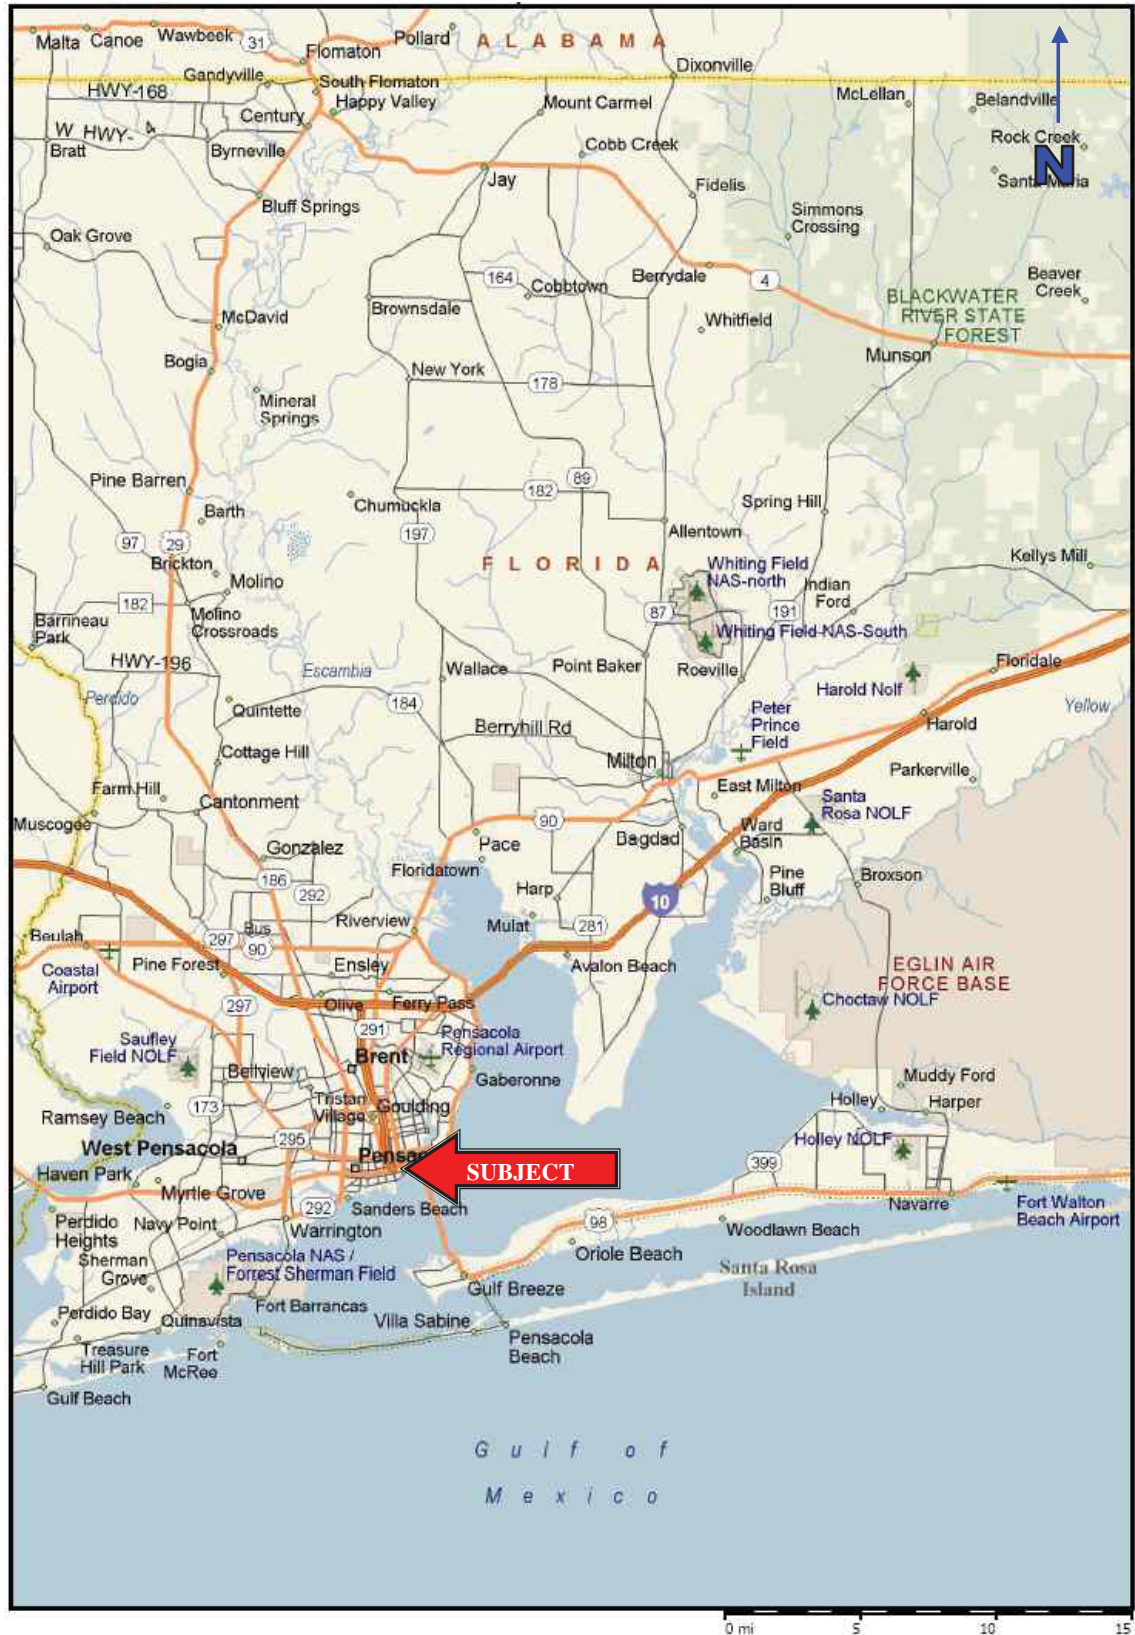 Malta
Canoe
Wawbeek
31
Pollard
A L A B A M A
Flomaton
Dixonville
Gandyville
South Flomaton
HWY-168
Happy Valley
Mount Carmel
McLellan
Belandville
Century
W HWY- 4
Rock Creek
N
Bratt
Byrneville
Cobb Creek
Jay
Fidelis
Santa Maria
Bluff Springs
Simmons
Crossing
Oak Grove
164
Cobbtown
Berrydale
4
Beaver
Creek
Brownsdale
BLACKWATER
RIVER STATE
FOREST
McDavid
Whitfield
Munson
Bogia
New York
178
Mineral
Springs
Pine Barren
89
182
Chumuckla
Spring Hill
Barth
197
Allentown
97
29
Brickton
F L O R I D A
Whiting Field
NAS-north
Kellys Mill
Molino
Indian
Ford
182
Molino
Crossroads
87
191
Barrineau
Park
Whiting Field-NAS-South
HWY-196
Escambia
Wallace
Point Baker
Roeville
Floridale
Harold Nolf
Perdido
Quintette
184
Peter
Prince
Field
Yellow
Berryhill Rd
Harold
Cottage Hill
Milton
Parkerville
Farm Hill
Cantonment
East Milton
Santa
Rosa NOLF
Muscogee
90
Ward
Basin
Gonzalez
Pace
Bagdad
Floridatown
Pine
Bluff
Broxson
186
292
Harp
10
Riverview
Mulat
281
Beulah
297
Bus
90
Pine Forest
Ensley
Avalon Beach
EGLIN AIR
FORCE BASE
Coastal
Airport
297
Olive
Ferry Pass
Choctaw NOLF
291
Pensacola
Regional Airport
Saufley
Field NOLF
Brent
Bellview
Gaberonne
Muddy Ford
Tristan
Village
Goulding
Holley
Harper
173
Ramsey Beach
295
West Pensacola
Holley NOLF
Pensac
SUBJECT
399
Haven Park
Myrtle Grove
292
Sanders Beach
Navarre
Fort Walton
Beach Airport
Perdido
Heights
Navy Point
Warrington
98
Woodlawn Beach
Sherman
Grove
Pensacola NAS /
Forrest Sherman Field
Oriole Beach
Santa Rosa
Island
Gulf Breeze
Perdido Bay
Quinavista
Fort Barrancas
Villa Sabine
Pensacola
Beach
Treasure
Hill Park
Fort
McRee
Gulf Beach
G u l f o f
M e x i c o
0 mi 5 10 15